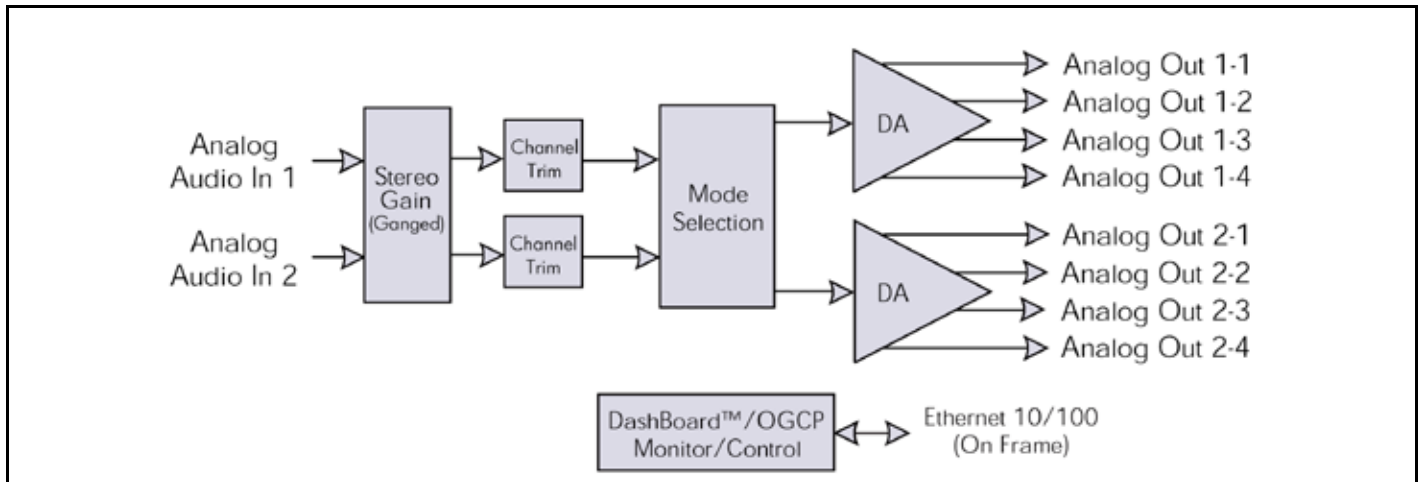 Analog
Audio In 1
Analog
Audio In 2
Stereo
Gain
(Ganged)
Channel
Trim
Channel
Trim
Mode
Selection
DA
DA
Analog Out 1-1
Analog Out 1-2
Analog Out 1-3
Analog Out 1-4
Analog Out 2-1
Analog Out 2-2
Analog Out 2-3
Analog Out 2-4
DashBoard™/OGCP
Monitor/Control
Ethernet 10/100
(On Frame)